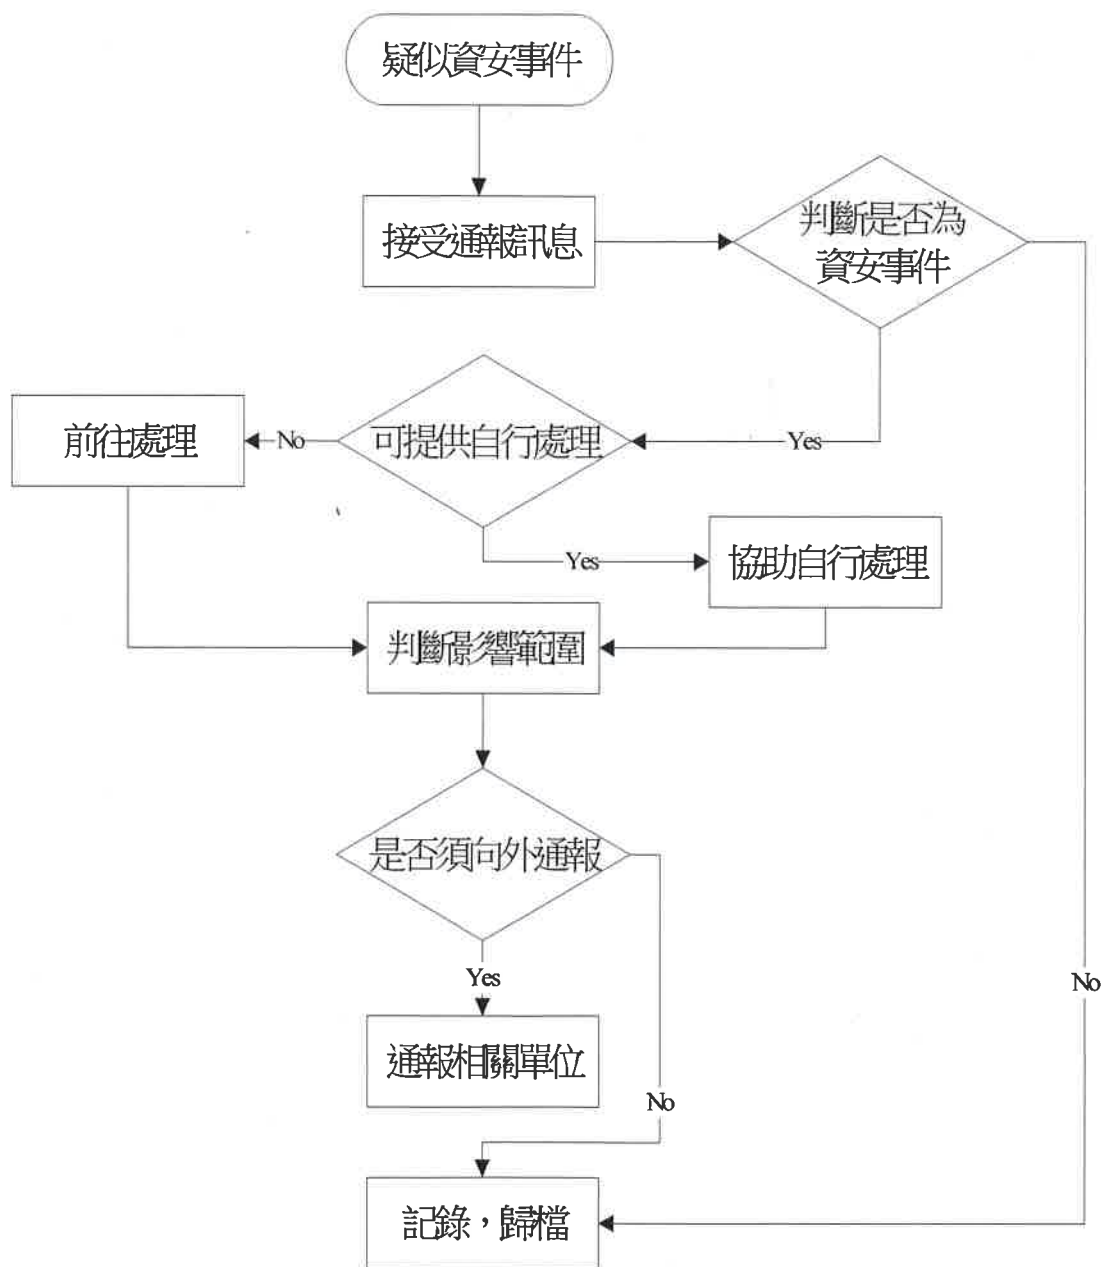 疑似資安事件
接受通報訊息
判斷是否為
資安事件
前往處理
No
可提供自行處理
Yes
Yes
協助自行處理
判斷影響範圍
是否須向外通報
Yes
No
通報相關單位
No
記錄，歸檔